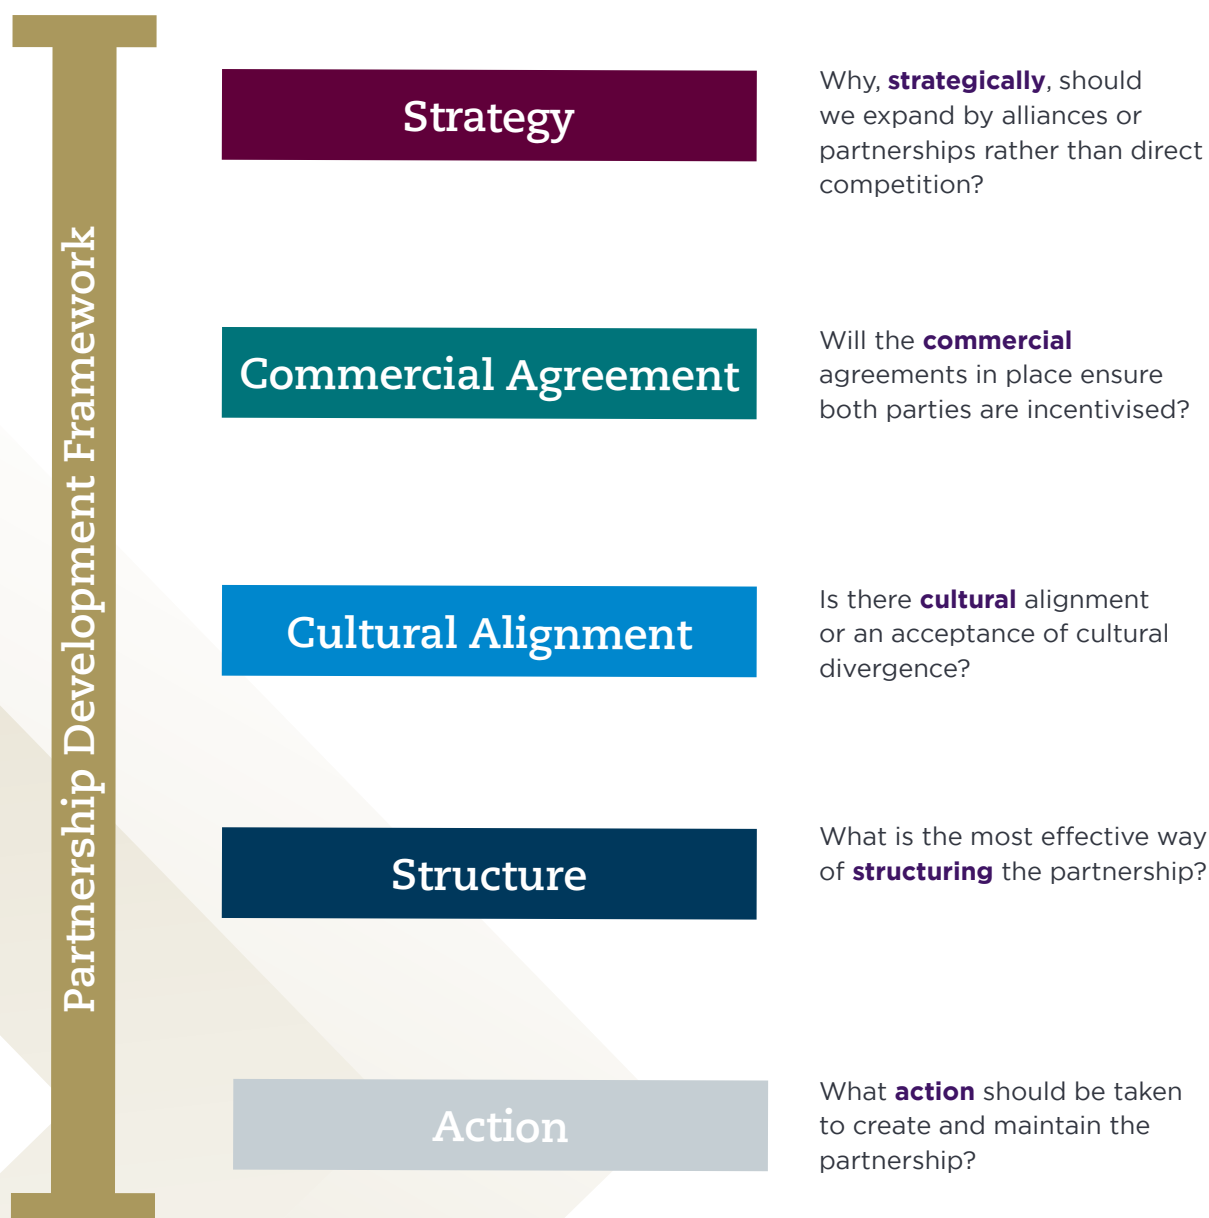 Partnership Development Framework
Strategy
Why, strategically, should
we expand by alliances or
partnerships rather than direct
competition?
Commercial Agreement
Will the commercial
agreements in place ensure
both parties are incentivised?
Cultural Alignment
Is there cultural alignment
or an acceptance of cultural
divergence?
Structure
What is the most effective way
of structuring the partnership?
Action
What action should be taken
to create and maintain the
partnership?